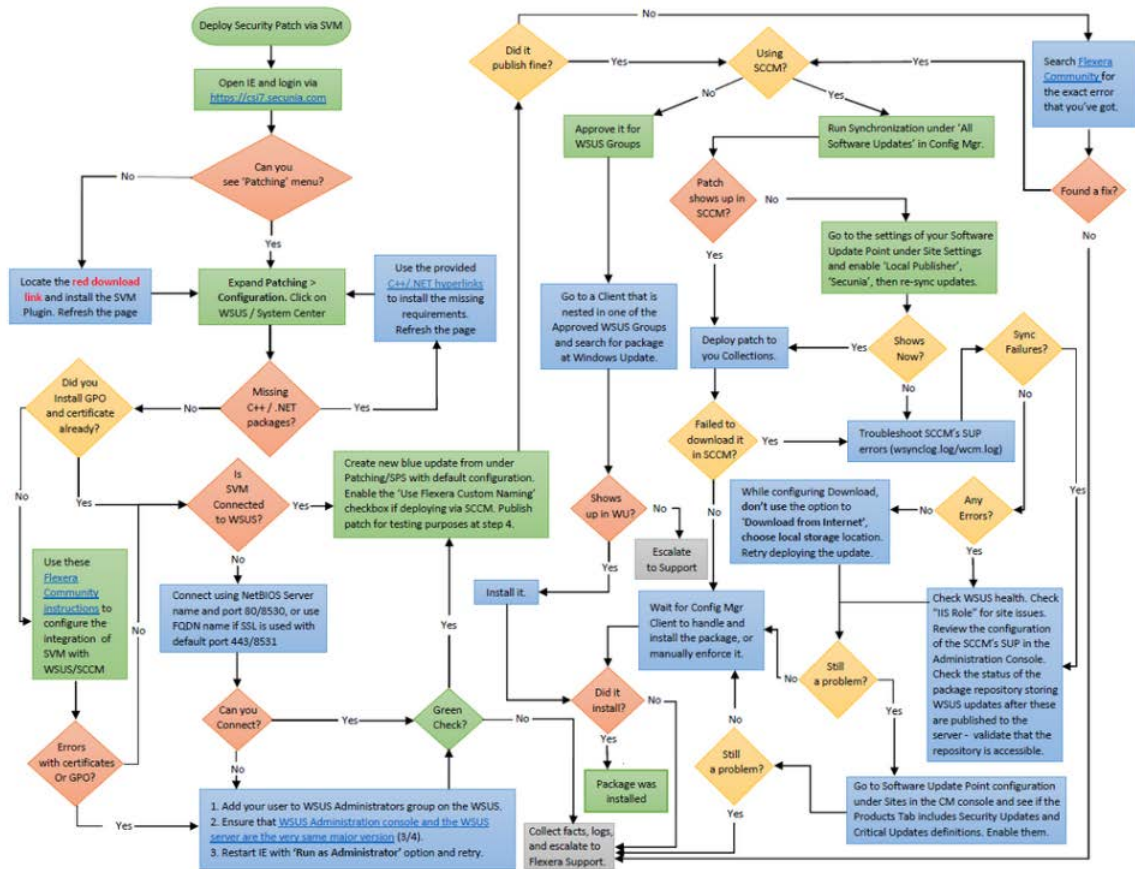 Deploy Security Patch via SVM
Open IE and login via
https://csi7.secunia.com
Can you
see 'Patching' menu?
No
Yes
Locate the red download
link and install the SVM
Plugin. Refresh the page
Expand Patching >
Configuration. Click on
WSUS / System Center
Use the provided
C++/.NET hyperlinks
to install the missing
requirements.
Refresh the page
Missing
C++ / .NET
packages?
No
Yes
Did you
Install GPO
and certificate
already?
No
Yes
Use these
Flexera
Community
instructions to
configure the
integration of
SVM with
WSUS/SCCM
Errors
with certificates
Or GPO?
No
Yes
Is
SVM
Connected
to WSUS?
Yes
No
Connect using NetBIOS Server
name and port 80/8530, or use
FQDN name if SSL is used with
default port 443/8531
Can you
Connect?
Yes
No
1. Add your user to WSUS Administrators group on the WSUS.
2. Ensure that WSUS Administration console and the WSUS
server are the very same major version (3/4).
3. Restart IE with 'Run as Administrator' option and retry.
Green
Check?
Yes
No
Create new blue update from under
Patching/SPS with default configuration.
Enable the 'Use Flexera Custom Naming'
checkbox if deploying via SCCM. Publish
patch for testing purposes at step 4.
Did it
publish fine?
No
Yes
Search Flexera
Community for
the exact error
that you've got.
Found a fix?
Yes
No
Using
SCCM?
No
Yes
Approve it for
WSUS Groups
Run Synchronization under 'All
Software Updates' in Config Mgr.
Go to a Client that is
nested in one of the
Approved WSUS Groups
and search for package
at Windows Update.
Shows
up in WU?
No
Yes
Escalate
to Support
Install it.
Did it
install?
No
Yes
Package was
installed
Collect facts, logs,
and escalate to
Flexera Support.
Patch
shows up in
SCCM?
No
Yes
Go to the settings of your Software
Update Point under Site Settings
and enable 'Local Publisher',
'Secunia', then re-sync updates.
Shows
Now?
Yes
No
Deploy patch to
you Collections.
Failed to
download it
in SCCM?
Yes
No
Troubleshoot SCCM's SUP
errors (wsynclog.log/wcm.log)
Sync
Failures?
No
Yes
Any
Errors?
No
Yes
While configuring Download,
don't use the option to
'Download from Internet',
choose local storage location.
Retry deploying the update.
Check WSUS health. Check
"IIS Role" for site issues.
Review the configuration
of the SCCM's SUP in the
Administration Console.
Check the status of the
package repository storing
WSUS updates after these
are published to the
server - validate that the
repository is accessible.
Wait for Config Mgr
Client to handle and
install the package, or
manually enforce it.
Still
a problem?
No
Yes
Go to Software Update Point configuration
under Sites in the CM console and see if the
Products Tab includes Security Updates and
Critical Updates definitions. Enable them.
Still
a problem?
No
Yes